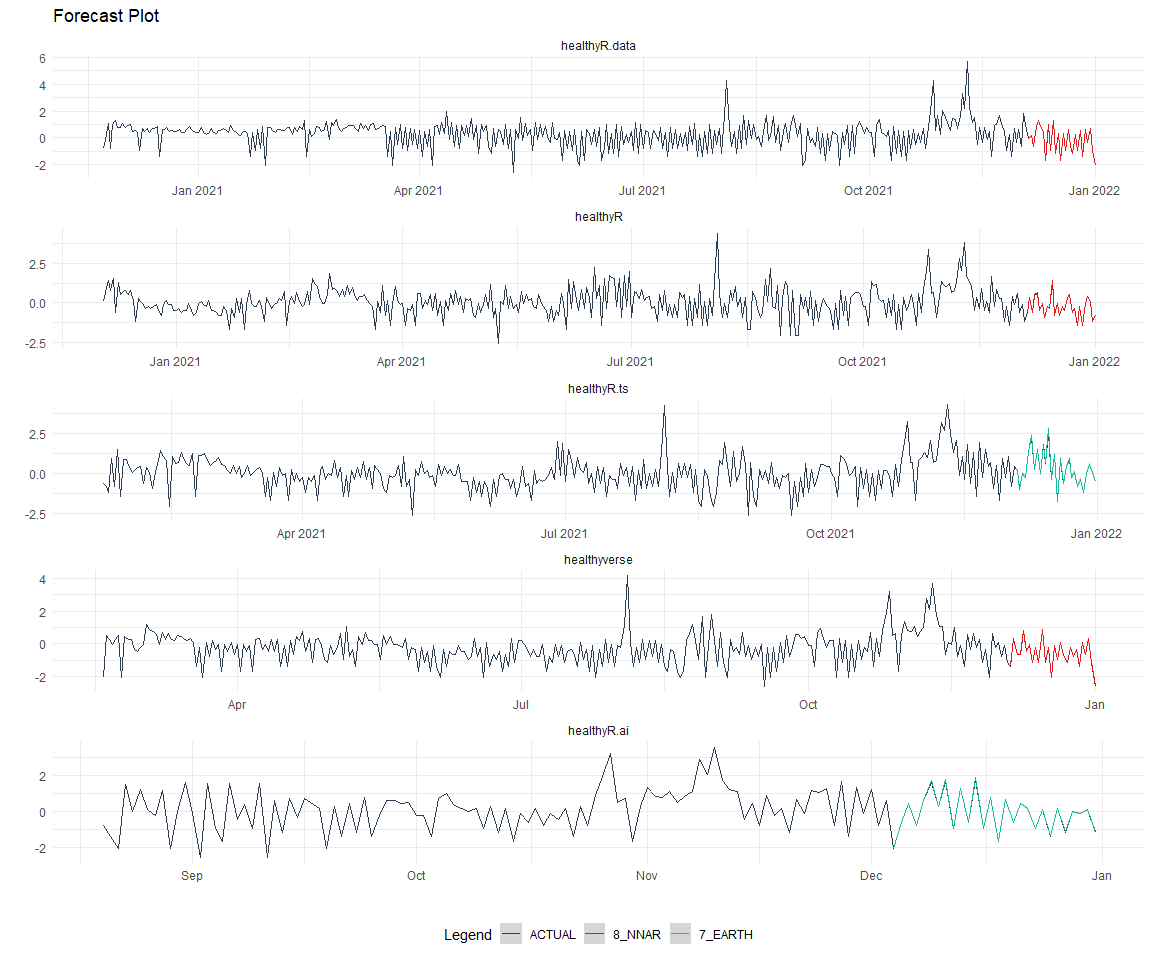 Forecast Plot
healthyR.data
6
4
2
0
-2
Jan 2021 Apr 2021 Jul 2021 Oct 2021 Jan 2022
healthyR
2.5
0.0
-2.5
Jan 2021 Apr 2021 Jul 2021 Oct 2021 Jan 2022
healthyR.ts
2.5
0.0
-2.5
Apr 2021 Jul 2021 Oct 2021 Jan 2022
healthyverse
4
2
0
-2
Apr Jul Oct Jan
healthyR.ai
2
0
-2
Sep Oct Nov Dec Jan
Legend ACTUAL 8_NNAR 7_EARTH